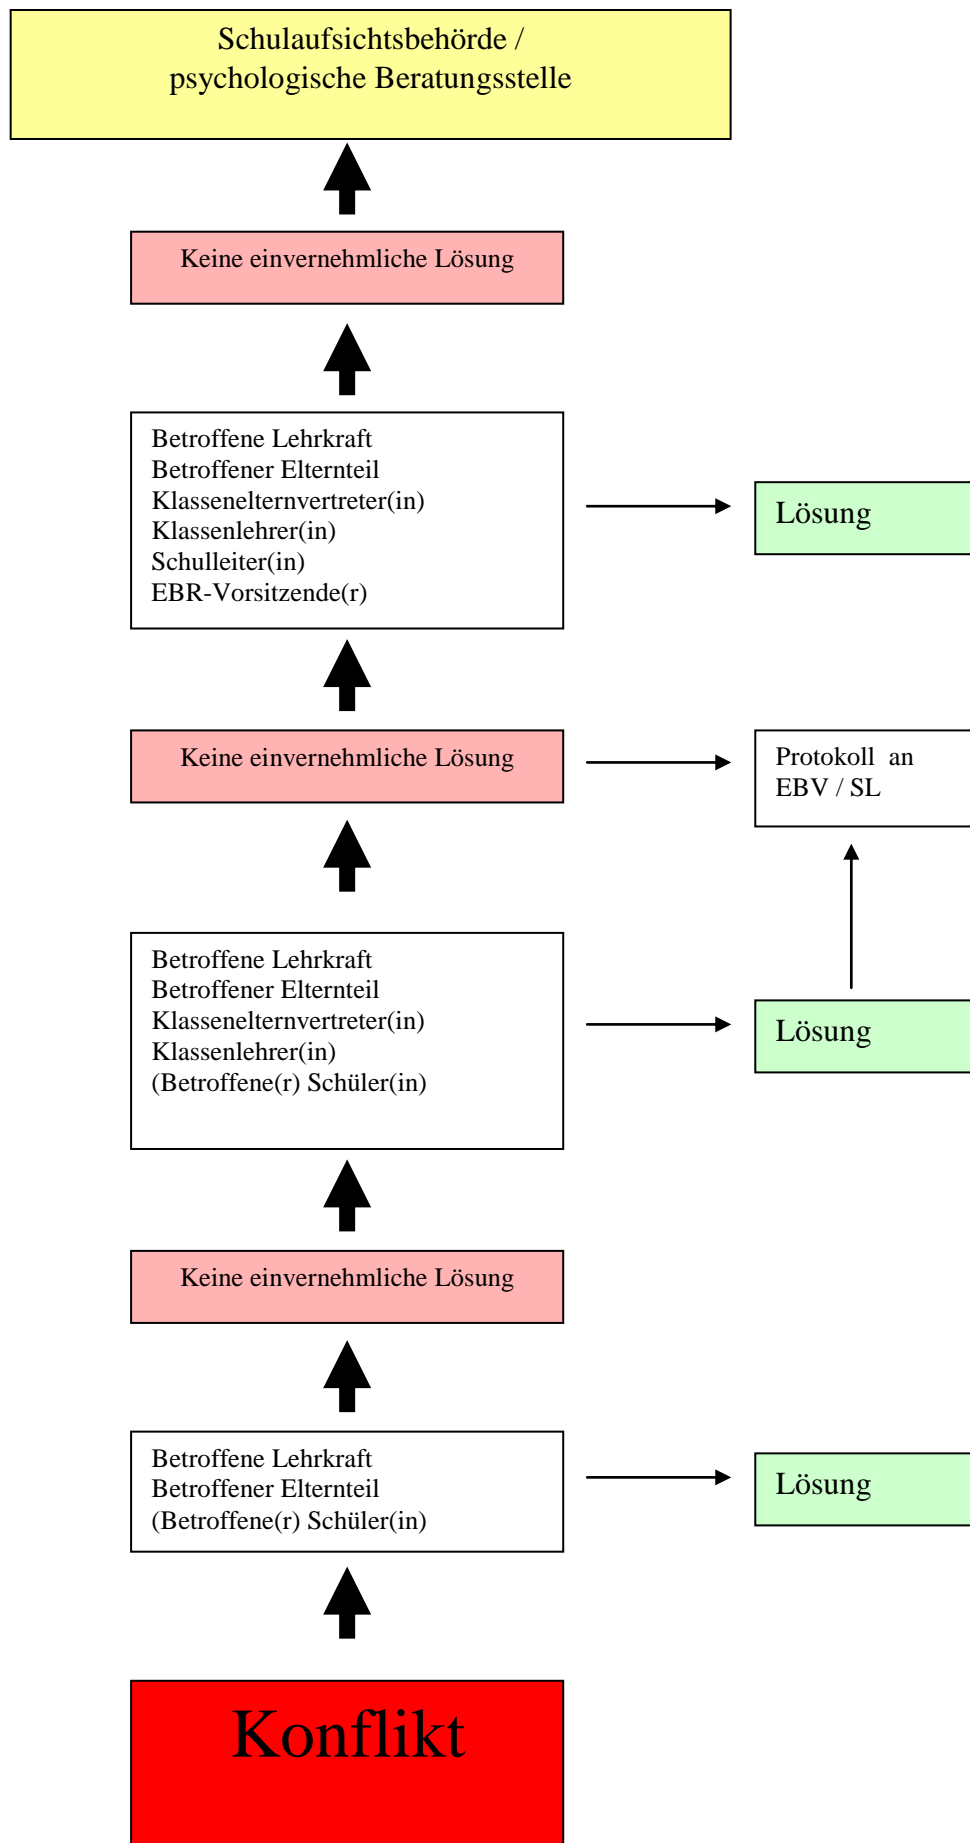 Schulaufsichtsbehörde /
psychologische Beratungsstelle
Keine einvernehmliche Lösung
Betroffene Lehrkraft
Betroffener Elternteil
Klassenelternvertreter(in)
Klassenlehrer(in)
Schulleiter(in)
EBR-Vorsitzende(r)
Lösung
Keine einvernehmliche Lösung
Protokoll an
EBV / SL
Betroffene Lehrkraft
Betroffener Elternteil
Klassenelternvertreter(in)
Klassenlehrer(in)
(Betroffene(r) Schüler(in)
Lösung
Keine einvernehmliche Lösung
Betroffene Lehrkraft
Betroffener Elternteil
(Betroffene(r) Schüler(in)
Lösung
Konflikt